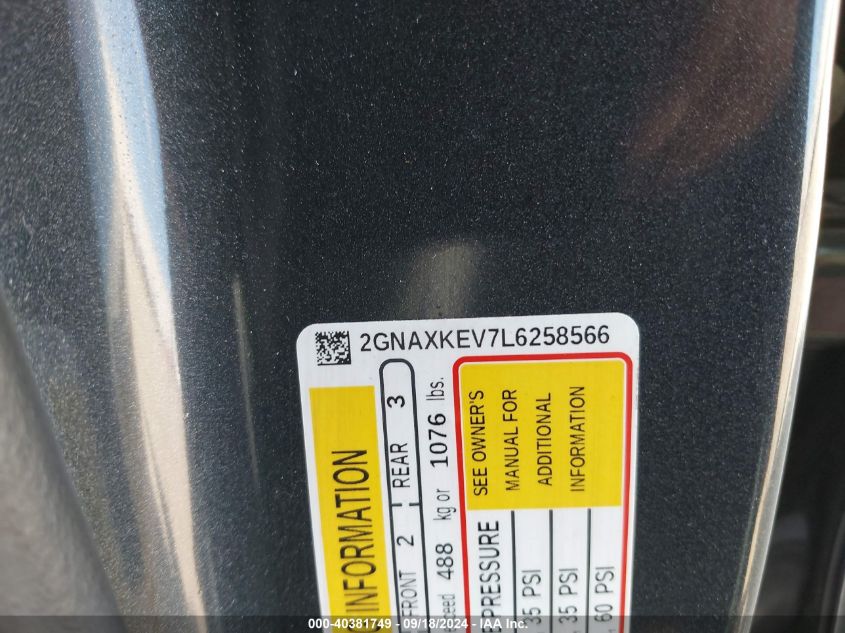 2GNAXKEV7L6258566
INFORMATION
FRONT 2 REAR 3
488 kg or 1076 lbs.
SEE OWNER'S
MANUAL FOR
ADDITIONAL
INFORMATION
PRESSURE
35 PSI
35 PSI
60 PSI
000-40381749 - 09/18/2024 - IAA Inc.